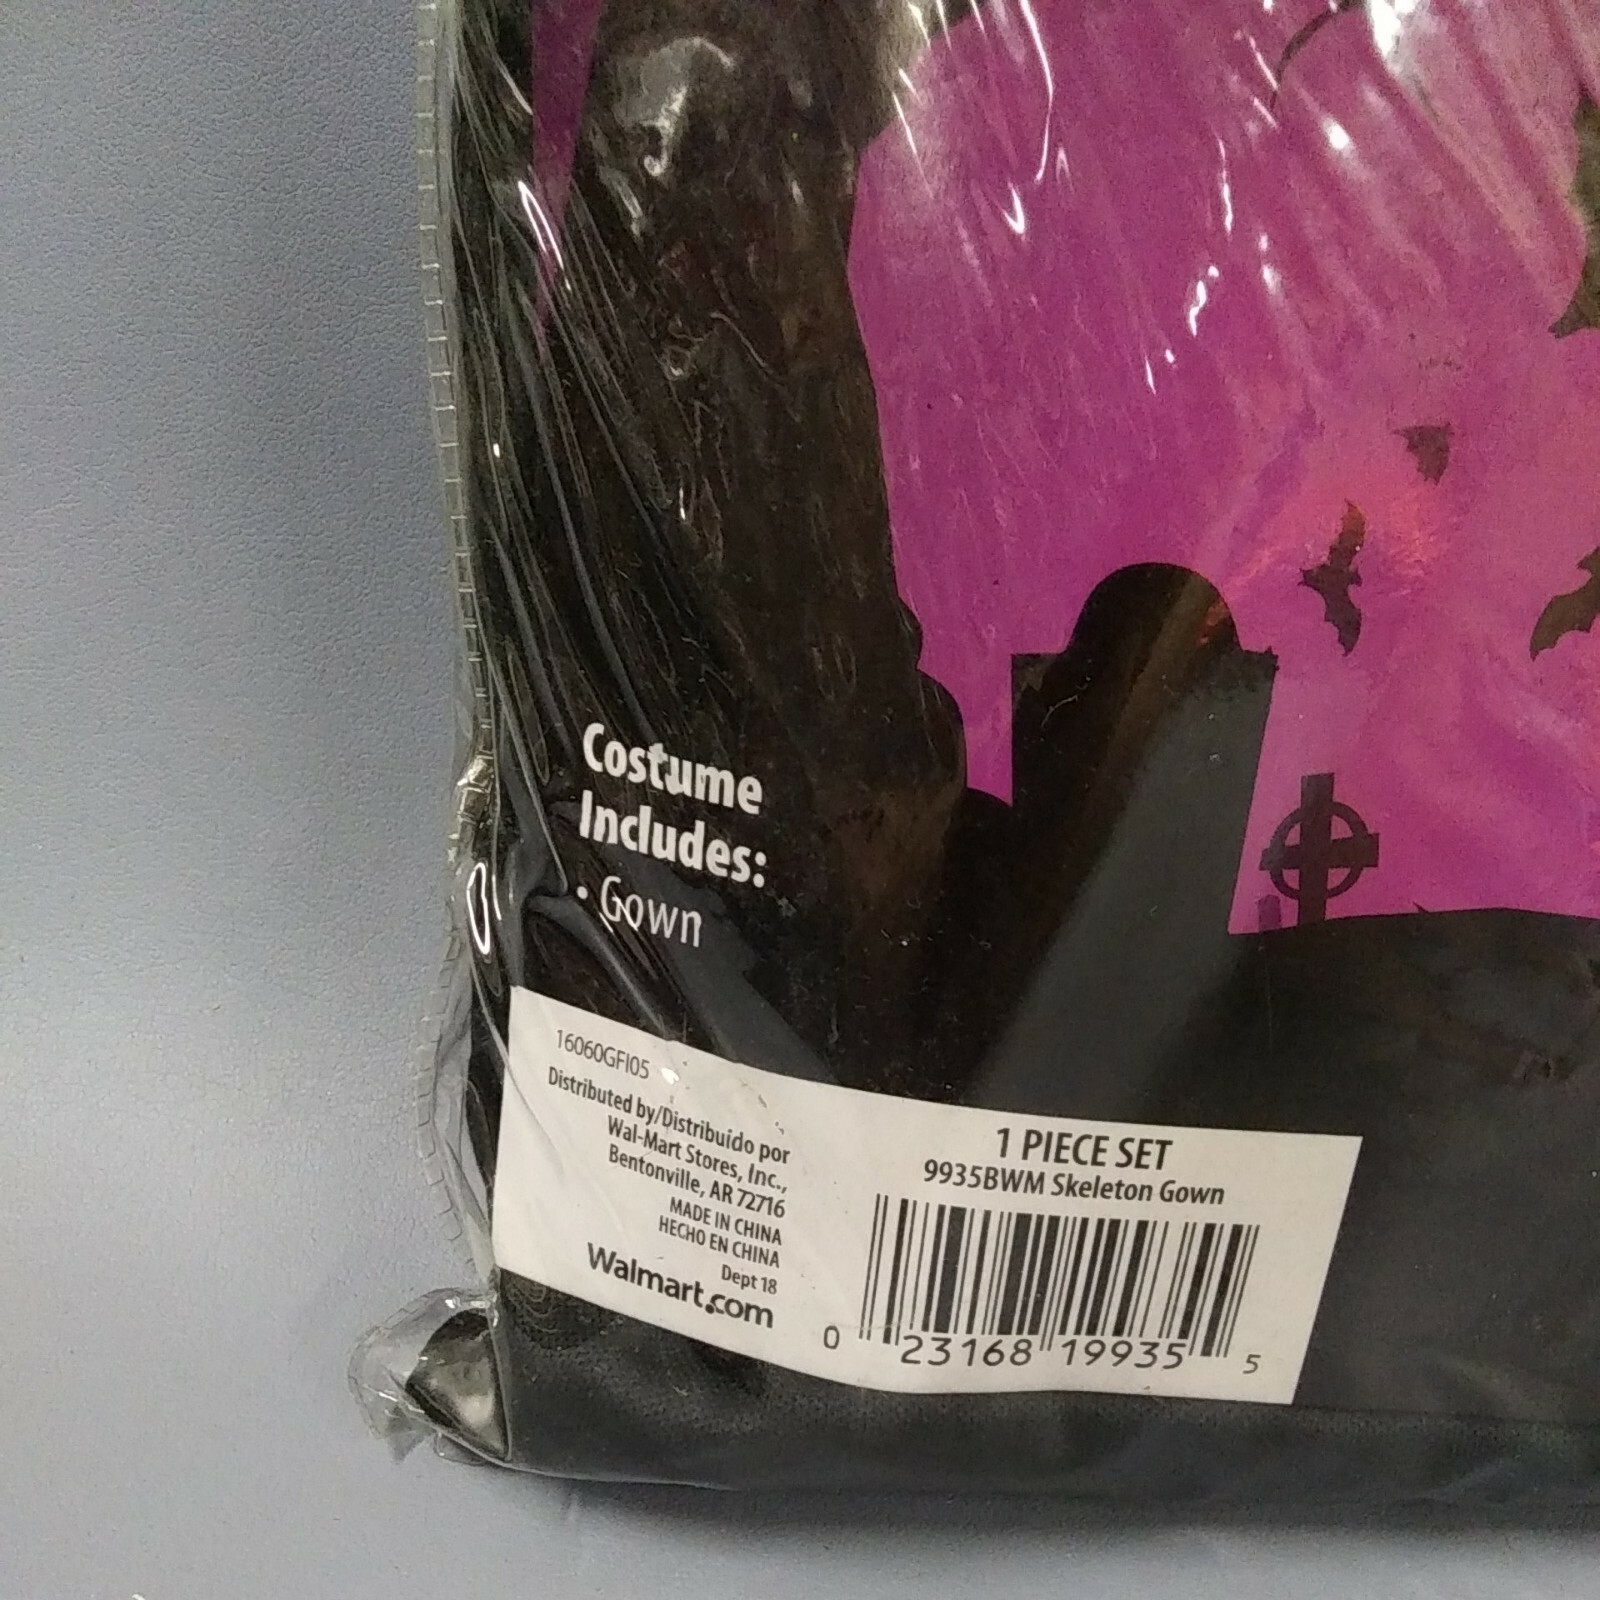 Costume
Includes:
• Gown
16060GFI05
Distributed by/Distribuido por
Wal-Mart Stores, Inc.,
Bentonville, AR 72716
MADE IN CHINA
HECHO EN CHINA
Dept 18
Walmart.com
1 PIECE SET
9935BWM Skeleton Gown
0 23168 19935 5